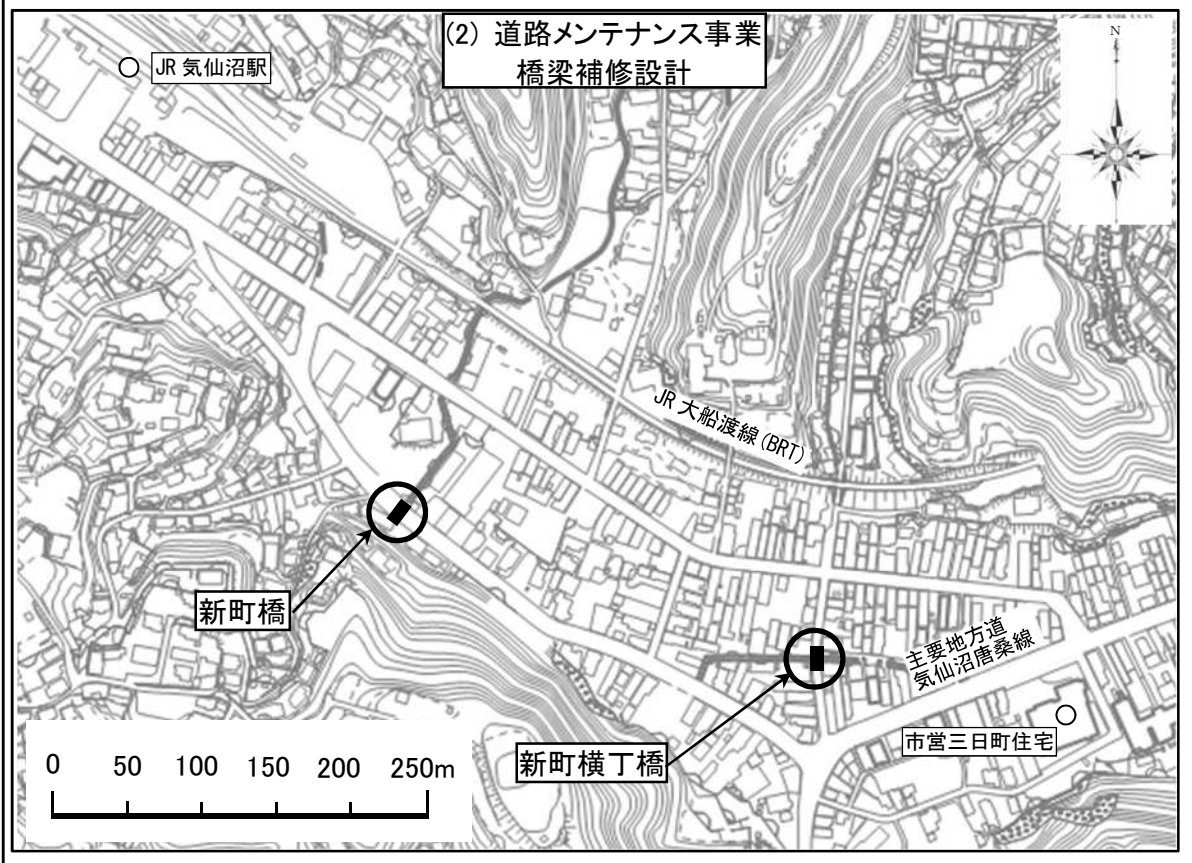 (2) 道路メンテナンス事業
橋梁補修設計
N
JR 気仙沼駅
JR 大船渡線(BRT)
新町橋
主要地方道
気仙沼唐桑線
市営三日町住宅
新町横丁橋
0 50 100 150 200 250m